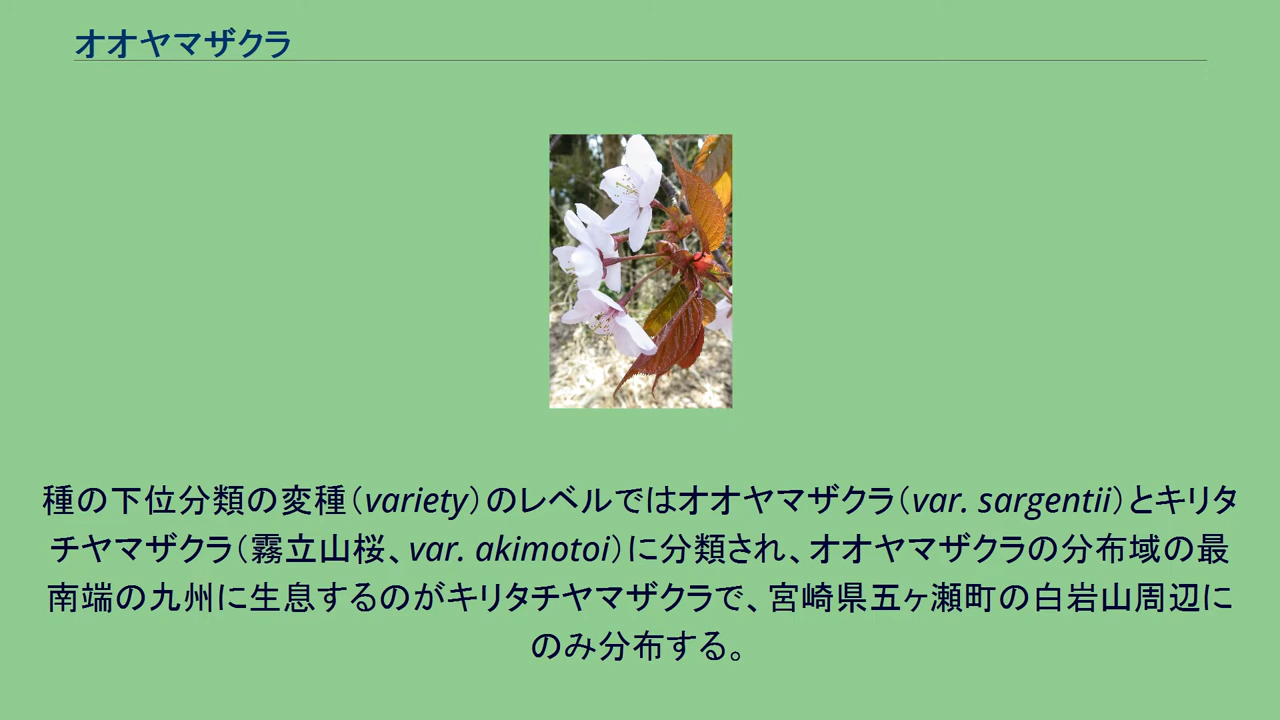 オオヤマザクラ
種の下位分類の変種（variety）のレベルではオオヤマザクラ（var. sargentii）とキリタ
チヤマザクラ（霧立山桜、var. akimotoi）に分類され、オオヤマザクラの分布域の最
南端の九州に生息するのがキリタチヤマザクラで、宮崎県五ヶ瀬町の白岩山周辺に
のみ分布する。